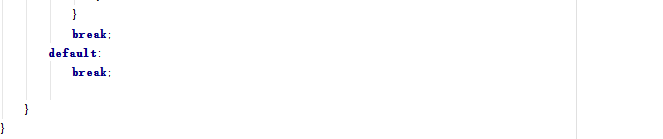 }
break;
default:
break;
}
}